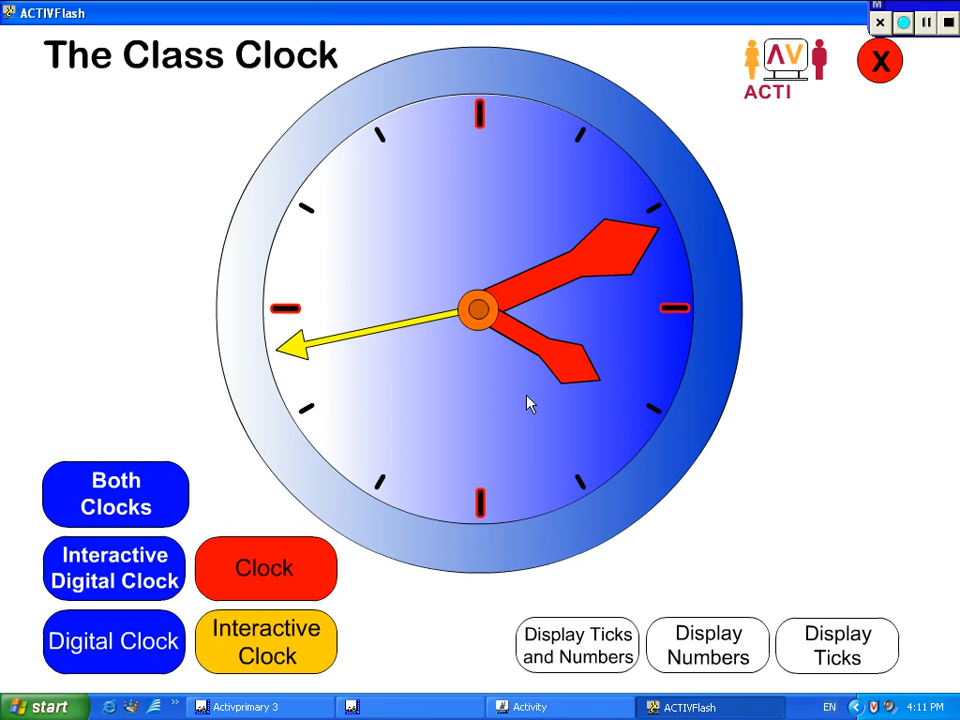 ACTIVFlash
M
The Class Clock
ΛV
ACTI
X
Both
Clocks
Interactive
Digital Clock
Clock
Digital Clock
Interactive
Clock
Display Ticks
and Numbers
Display
Numbers
Display
Ticks
start
Activprimary 3
Activity
ACTIVFlash
EN
4:11 PM